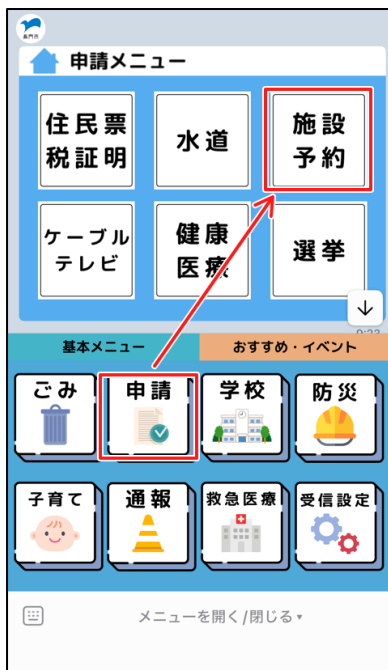 長門市
申請メニュー
住民票
税証明
水道
施設
予約
ケーブル
テレビ
健康
医療
選挙
基本メニュー
おすすめ・イベント
ごみ
申請
学校
防災
子育て
通報
救急医療
受信設定
メニューを開く/閉じる▾